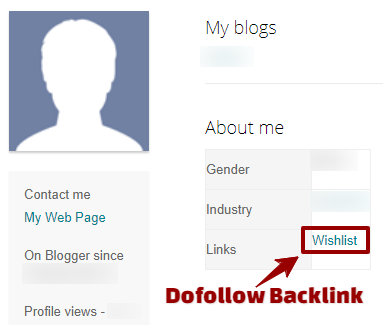 My blogs
About me
Gender
Industry
Links Wishlist
Contact me
My Web Page
On Blogger since
Profile views -
Dofollow Backlink